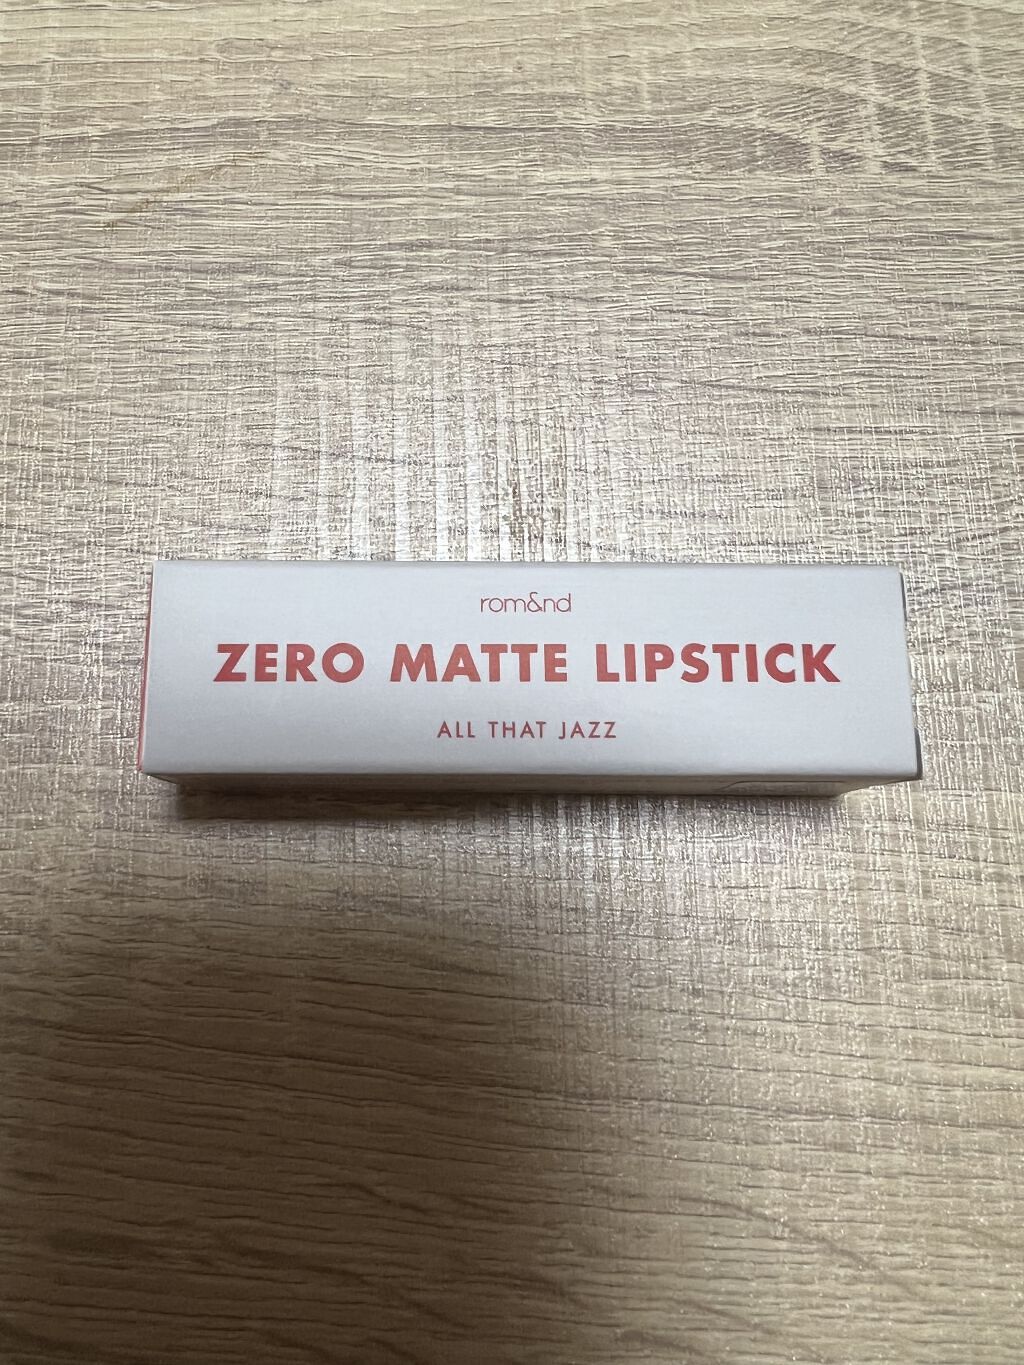 rom&nd
ZERO MATTE LIPSTICK
ALL THAT JAZZ